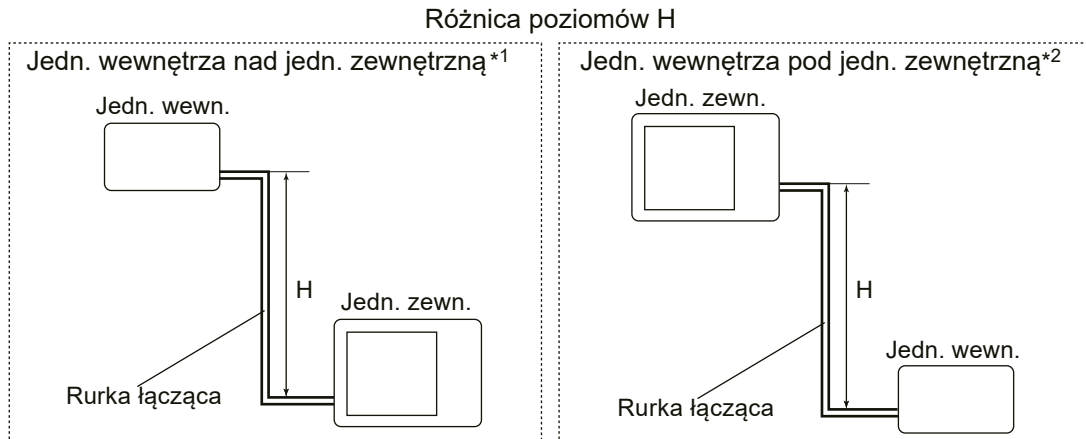 Różnica poziomów H
Jedn. wewnętrza nad jedn. zewnętrzną*1
Jedn. wewn.
H
Jedn. zewn.
Rurka łącząca
Jedn. wewnętrza pod jedn. zewnętrzną*2
Jedn. zewn.
H
Jedn. wewn.
Rurka łącząca